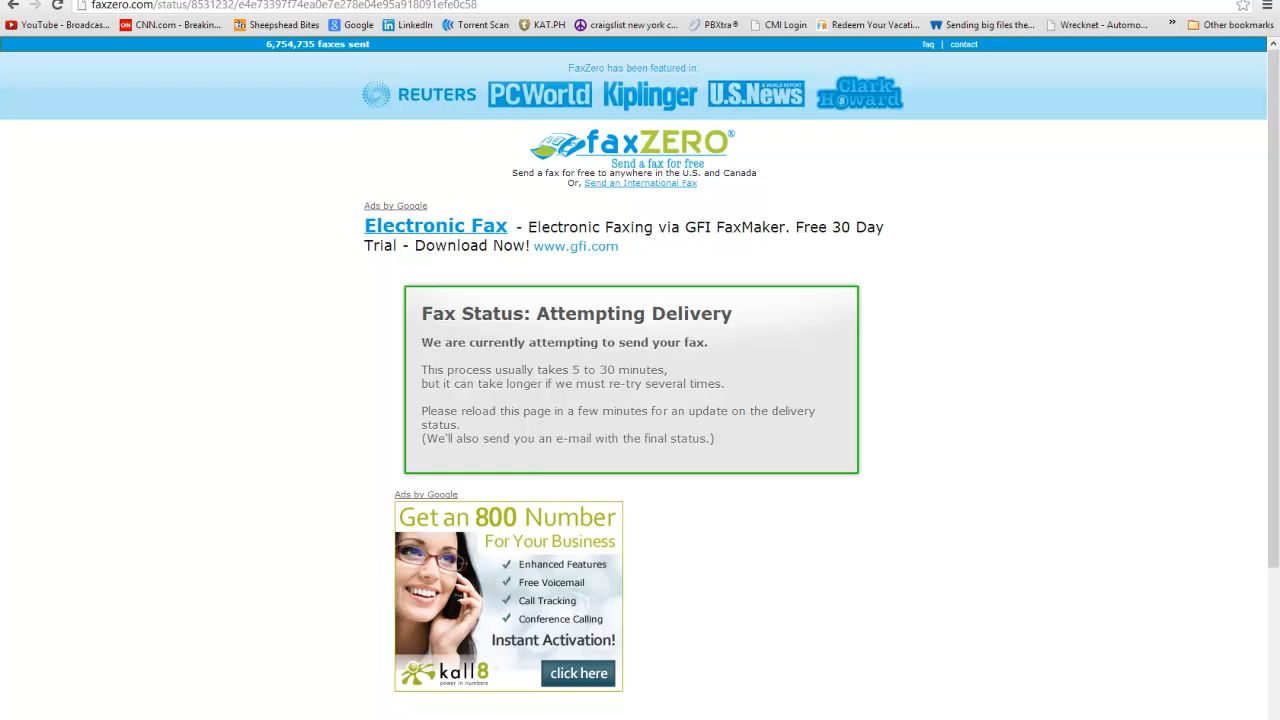 faxzero.com/status/8531232/e4e73397f74ea0e7e278e04e95a918091efe0c58
YouTube - Broadcas... CNN.com - Breakin... Sheepshead Bites Google LinkedIn Torrent Scan KAT.PH craigslist new york c... PBXtra® CMI Login Redeem Your Vacati... Sending big files the... Wrecknet - Automo... » Other bookmarks
6,754,735 faxes sent faq | contact
FaxZero has been featured in:
REUTERS PCWorld Kiplinger U.S.News & WORLD REPORT Clark Howard
faxZERO®
Send a fax for free
Send a fax for free to anywhere in the U.S. and Canada
Or, Send an International Fax
Ads by Google
Electronic Fax - Electronic Faxing via GFI FaxMaker. Free 30 Day
Trial - Download Now! www.gfi.com
Fax Status: Attempting Delivery
We are currently attempting to send your fax.
This process usually takes 5 to 30 minutes,
but it can take longer if we must re-try several times.
Please reload this page in a few minutes for an update on the delivery
status.
(We'll also send you an e-mail with the final status.)
Ads by Google
Get an 800 Number
For Your Business
✓ Enhanced Features
✓ Free Voicemail
✓ Call Tracking
✓ Conference Calling
Instant Activation!
kall8
power in numbers
click here